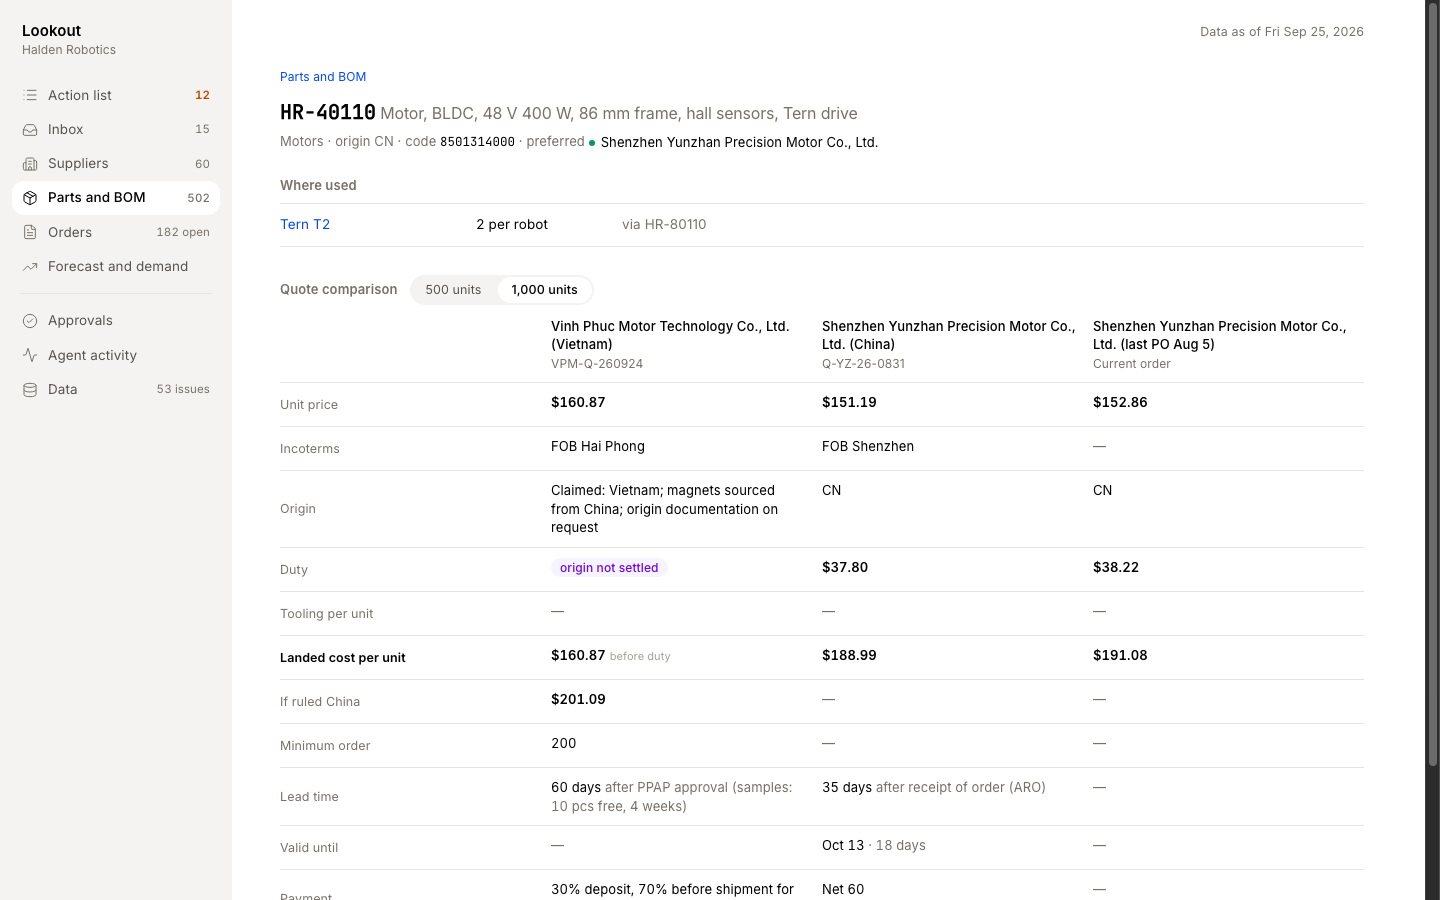 Lookout
Halden Robotics
Action list 12
Inbox 15
Suppliers 60
Parts and BOM 502
Orders 182 open
Forecast and demand
Approvals
Agent activity
Data 53 issues
Data as of Fri Sep 25, 2026
Parts and BOM
HR-40110 Motor, BLDC, 48 V 400 W, 86 mm frame, hall sensors, Tern drive
Motors · origin CN · code 8501314000 · preferred Shenzhen Yunzhan Precision Motor Co., Ltd.
Where used
Tern T2 2 per robot via HR-80110
Quote comparison 500 units 1,000 units
Vinh Phuc Motor Technology Co., Ltd. (Vietnam)
VPM-Q-260924
Shenzhen Yunzhan Precision Motor Co., Ltd. (China)
Q-YZ-26-0831
Shenzhen Yunzhan Precision Motor Co., Ltd. (last PO Aug 5)
Current order
Unit price $160.87 $151.19 $152.86
Incoterms FOB Hai Phong FOB Shenzhen —
Origin Claimed: Vietnam; magnets sourced from China; origin documentation on request CN CN
Duty origin not settled $37.80 $38.22
Tooling per unit — — —
Landed cost per unit $160.87 before duty $188.99 $191.08
If ruled China $201.09 — —
Minimum order 200 — —
Lead time 60 days after PPAP approval (samples: 10 pcs free, 4 weeks) 35 days after receipt of order (ARO) —
Valid until — Oct 13 · 18 days —
Payment 30% deposit, 70% before shipment for Net 60 —